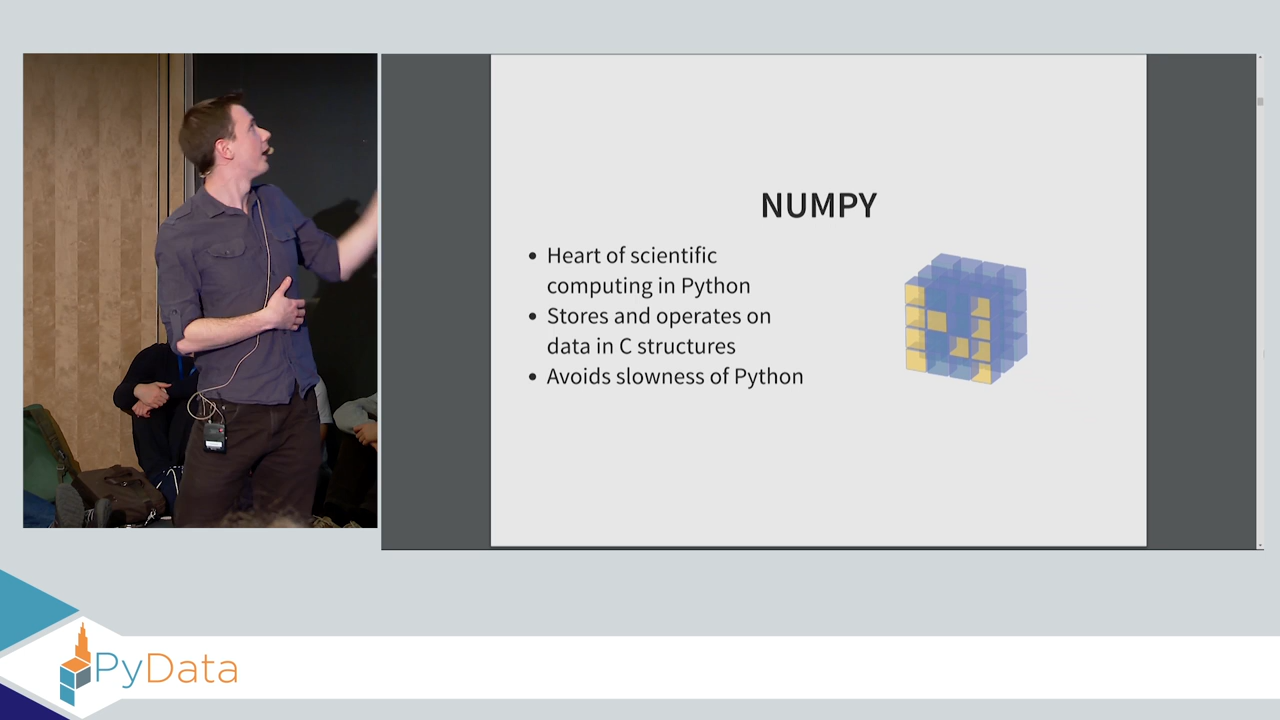 NUMPY
• Heart of scientific
computing in Python
• Stores and operates on
data in C structures
• Avoids slowness of Python
PyData